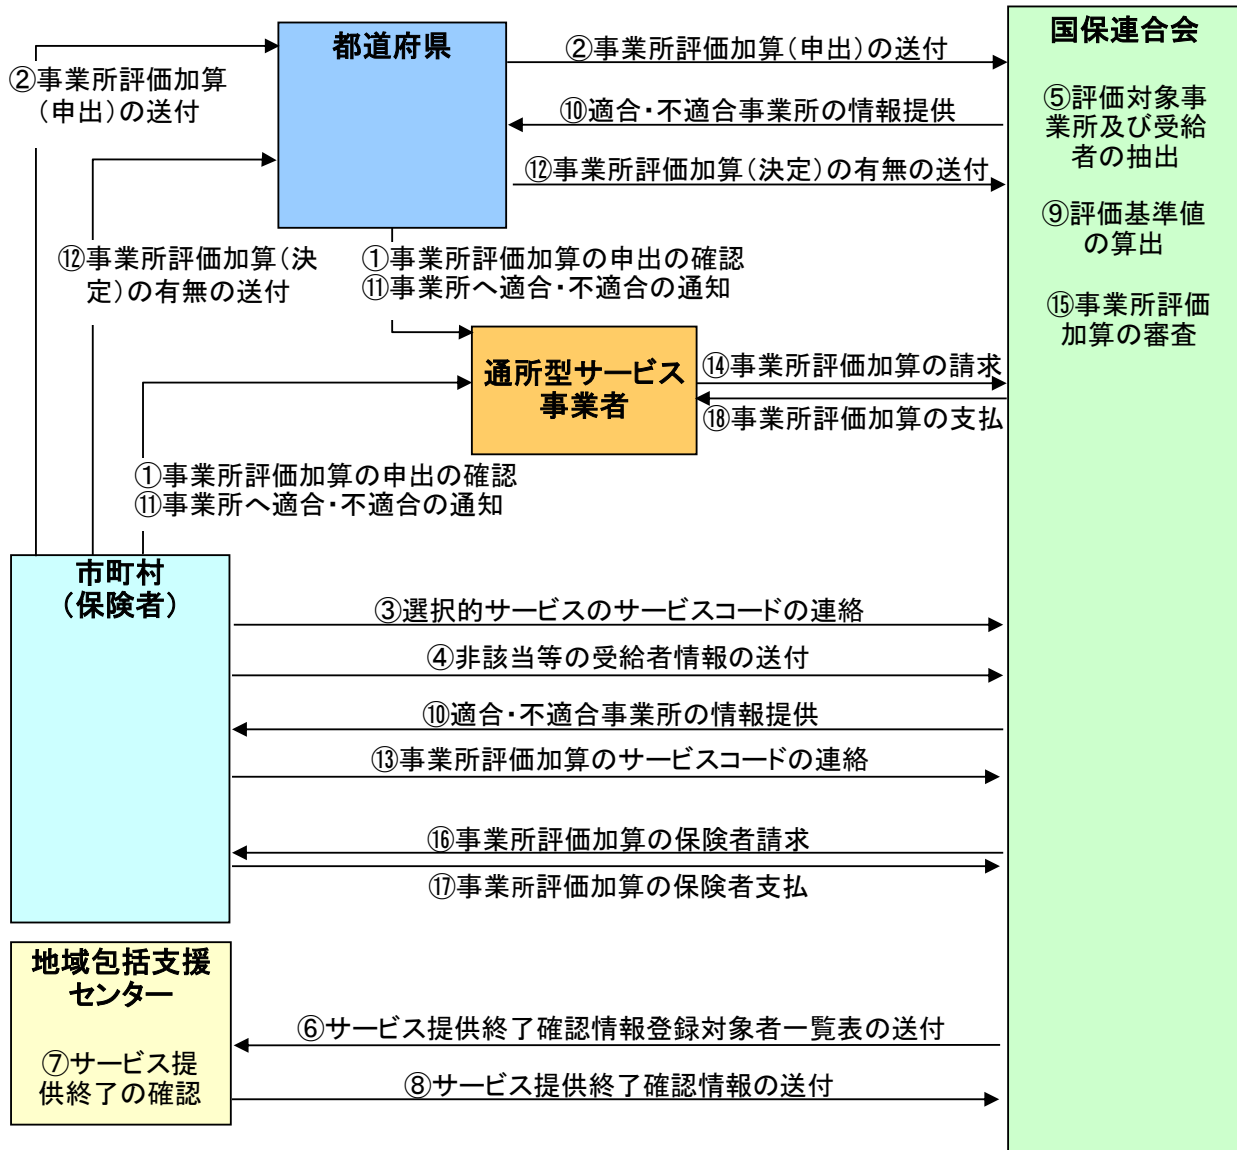 都道府県
国保連合会
②事業所評価加算
（申出）の送付
②事業所評価加算（申出）の送付
⑩適合・不適合事業所の情報提供
⑫事業所評価加算（決定）の有無の送付
⑤評価対象事
業所及び受給
者の抽出
⑨評価基準値
の算出
⑮事業所評価
加算の審査
⑫事業所評価加算（決
定）の有無の送付
①事業所評価加算の申出の確認
⑪事業所へ適合・不適合の通知
通所型サービス
事業者
⑭事業所評価加算の請求
⑱事業所評価加算の支払
①事業所評価加算の申出の確認
⑪事業所へ適合・不適合の通知
市町村
（保険者）
③選択的サービスのサービスコードの連絡
④非該当等の受給者情報の送付
⑩適合・不適合事業所の情報提供
⑬事業所評価加算のサービスコードの連絡
⑯事業所評価加算の保険者請求
⑰事業所評価加算の保険者支払
地域包括支援
センター
⑦サービス提
供終了の確認
⑥サービス提供終了確認情報登録対象者一覧表の送付
⑧サービス提供終了確認情報の送付